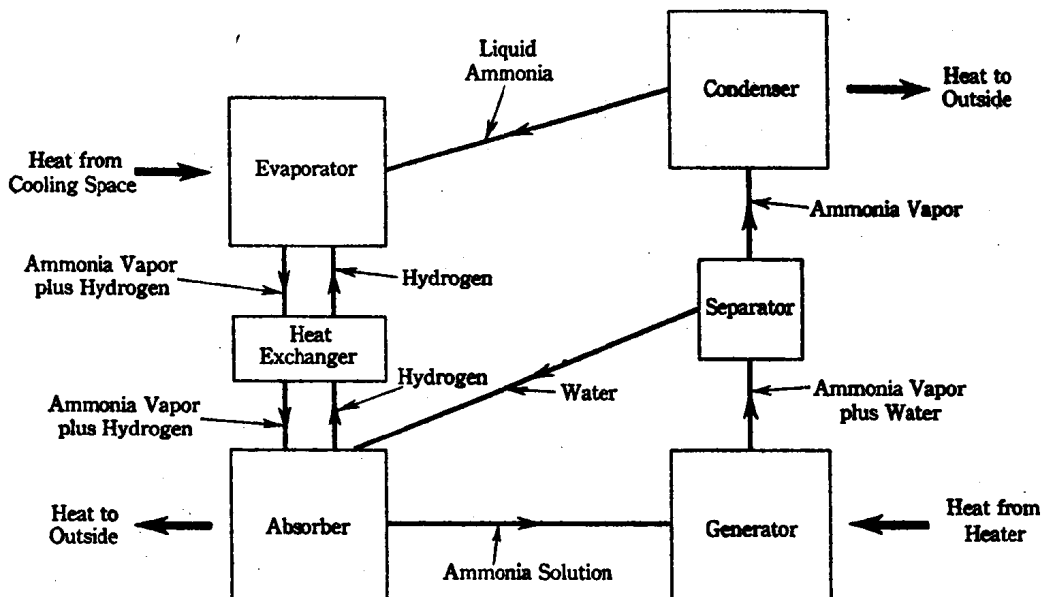 Liquid
Ammonia
Condenser
Heat to
Outside
Heat from
Cooling Space
Evaporator
Ammonia Vapor
Ammonia Vapor
plus Hydrogen
Hydrogen
Separator
Heat
Exchanger
Hydrogen
Water
Ammonia Vapor
plus Water
Ammonia Vapor
plus Hydrogen
Heat to
Outside
Absorber
Generator
Heat from
Heater
Ammonia Solution